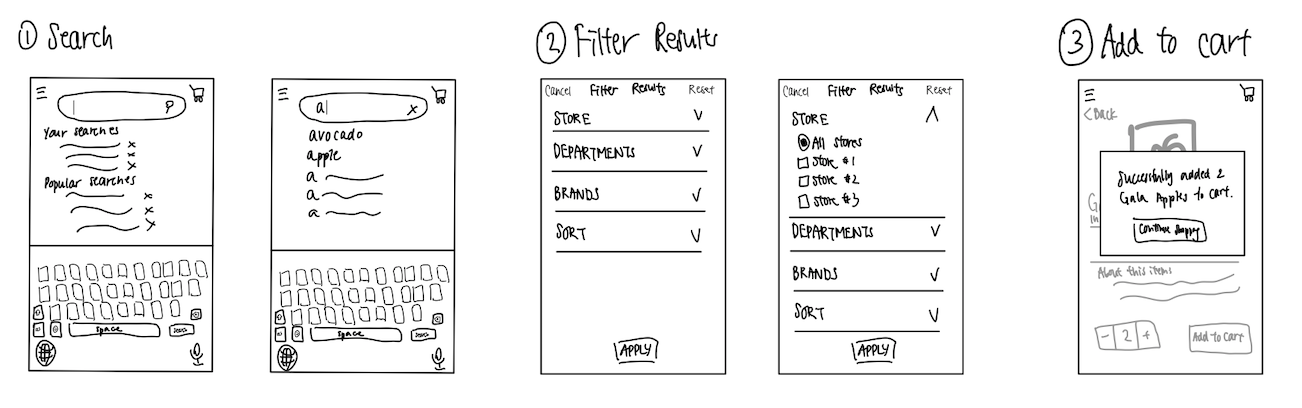 ① Search
Your searches
x
x
x
Popular searches
x
x
x
space
search
a
x
avocado
apple
a
a
a
space
search
② Filter Results
Cancel Filter Results Reset
STORE
DEPARTMENTS
BRANDS
SORT
APPLY
Cancel Filter Results Reset
STORE
All stores
Store #1
Store #2
Store #3
DEPARTMENTS
BRANDS
SORT
APPLY
③ Add to cart
<Back
Successfully added 2
Gala Apples to cart.
Continue Shopping
G
In
About this items
- 2 +
Add to Cart